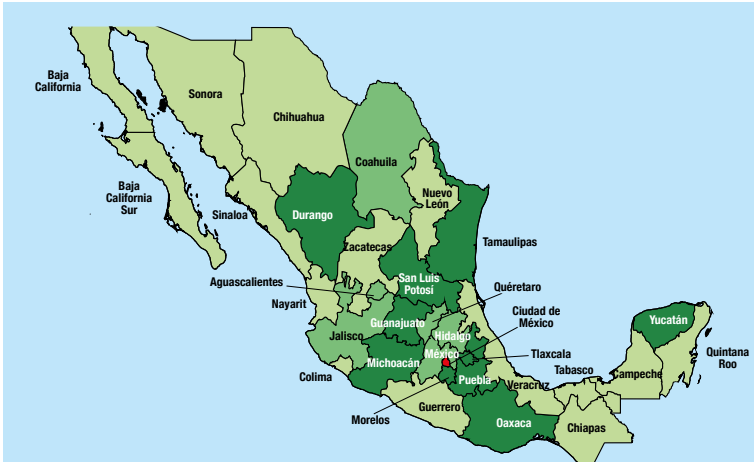 Baja
California
Sonora
Chihuahua
Coahuila
Nuevo
León
Baja
California
Sur
Sinaloa
Durango
Zacatecas
Tamaulipas
San Luis
Potosí
Aguascalientes
Nayarit
Quéretaro
Ciudad de
México
Guanajuato
Hidalgo
Jalisco
Yucatán
México
Tlaxcala
Michoacán
Colima
Puebla
Veracruz
Tabasco
Campeche
Quintana
Roo
Morelos
Guerrero
Oaxaca
Chiapas